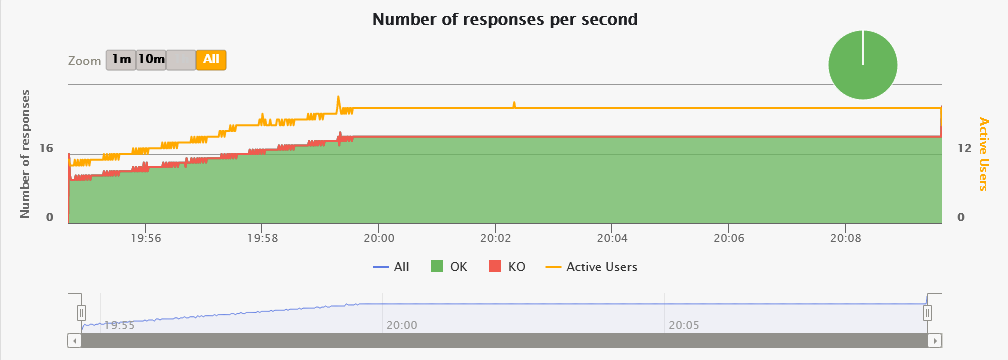 Number of responses per second
Zoom 1m 10m All
Number of responses
16
0
12
0
Active Users
19:56 19:58 20:00 20:02 20:04 20:06 20:08
All OK KO Active Users
19:55 20:00 20:05